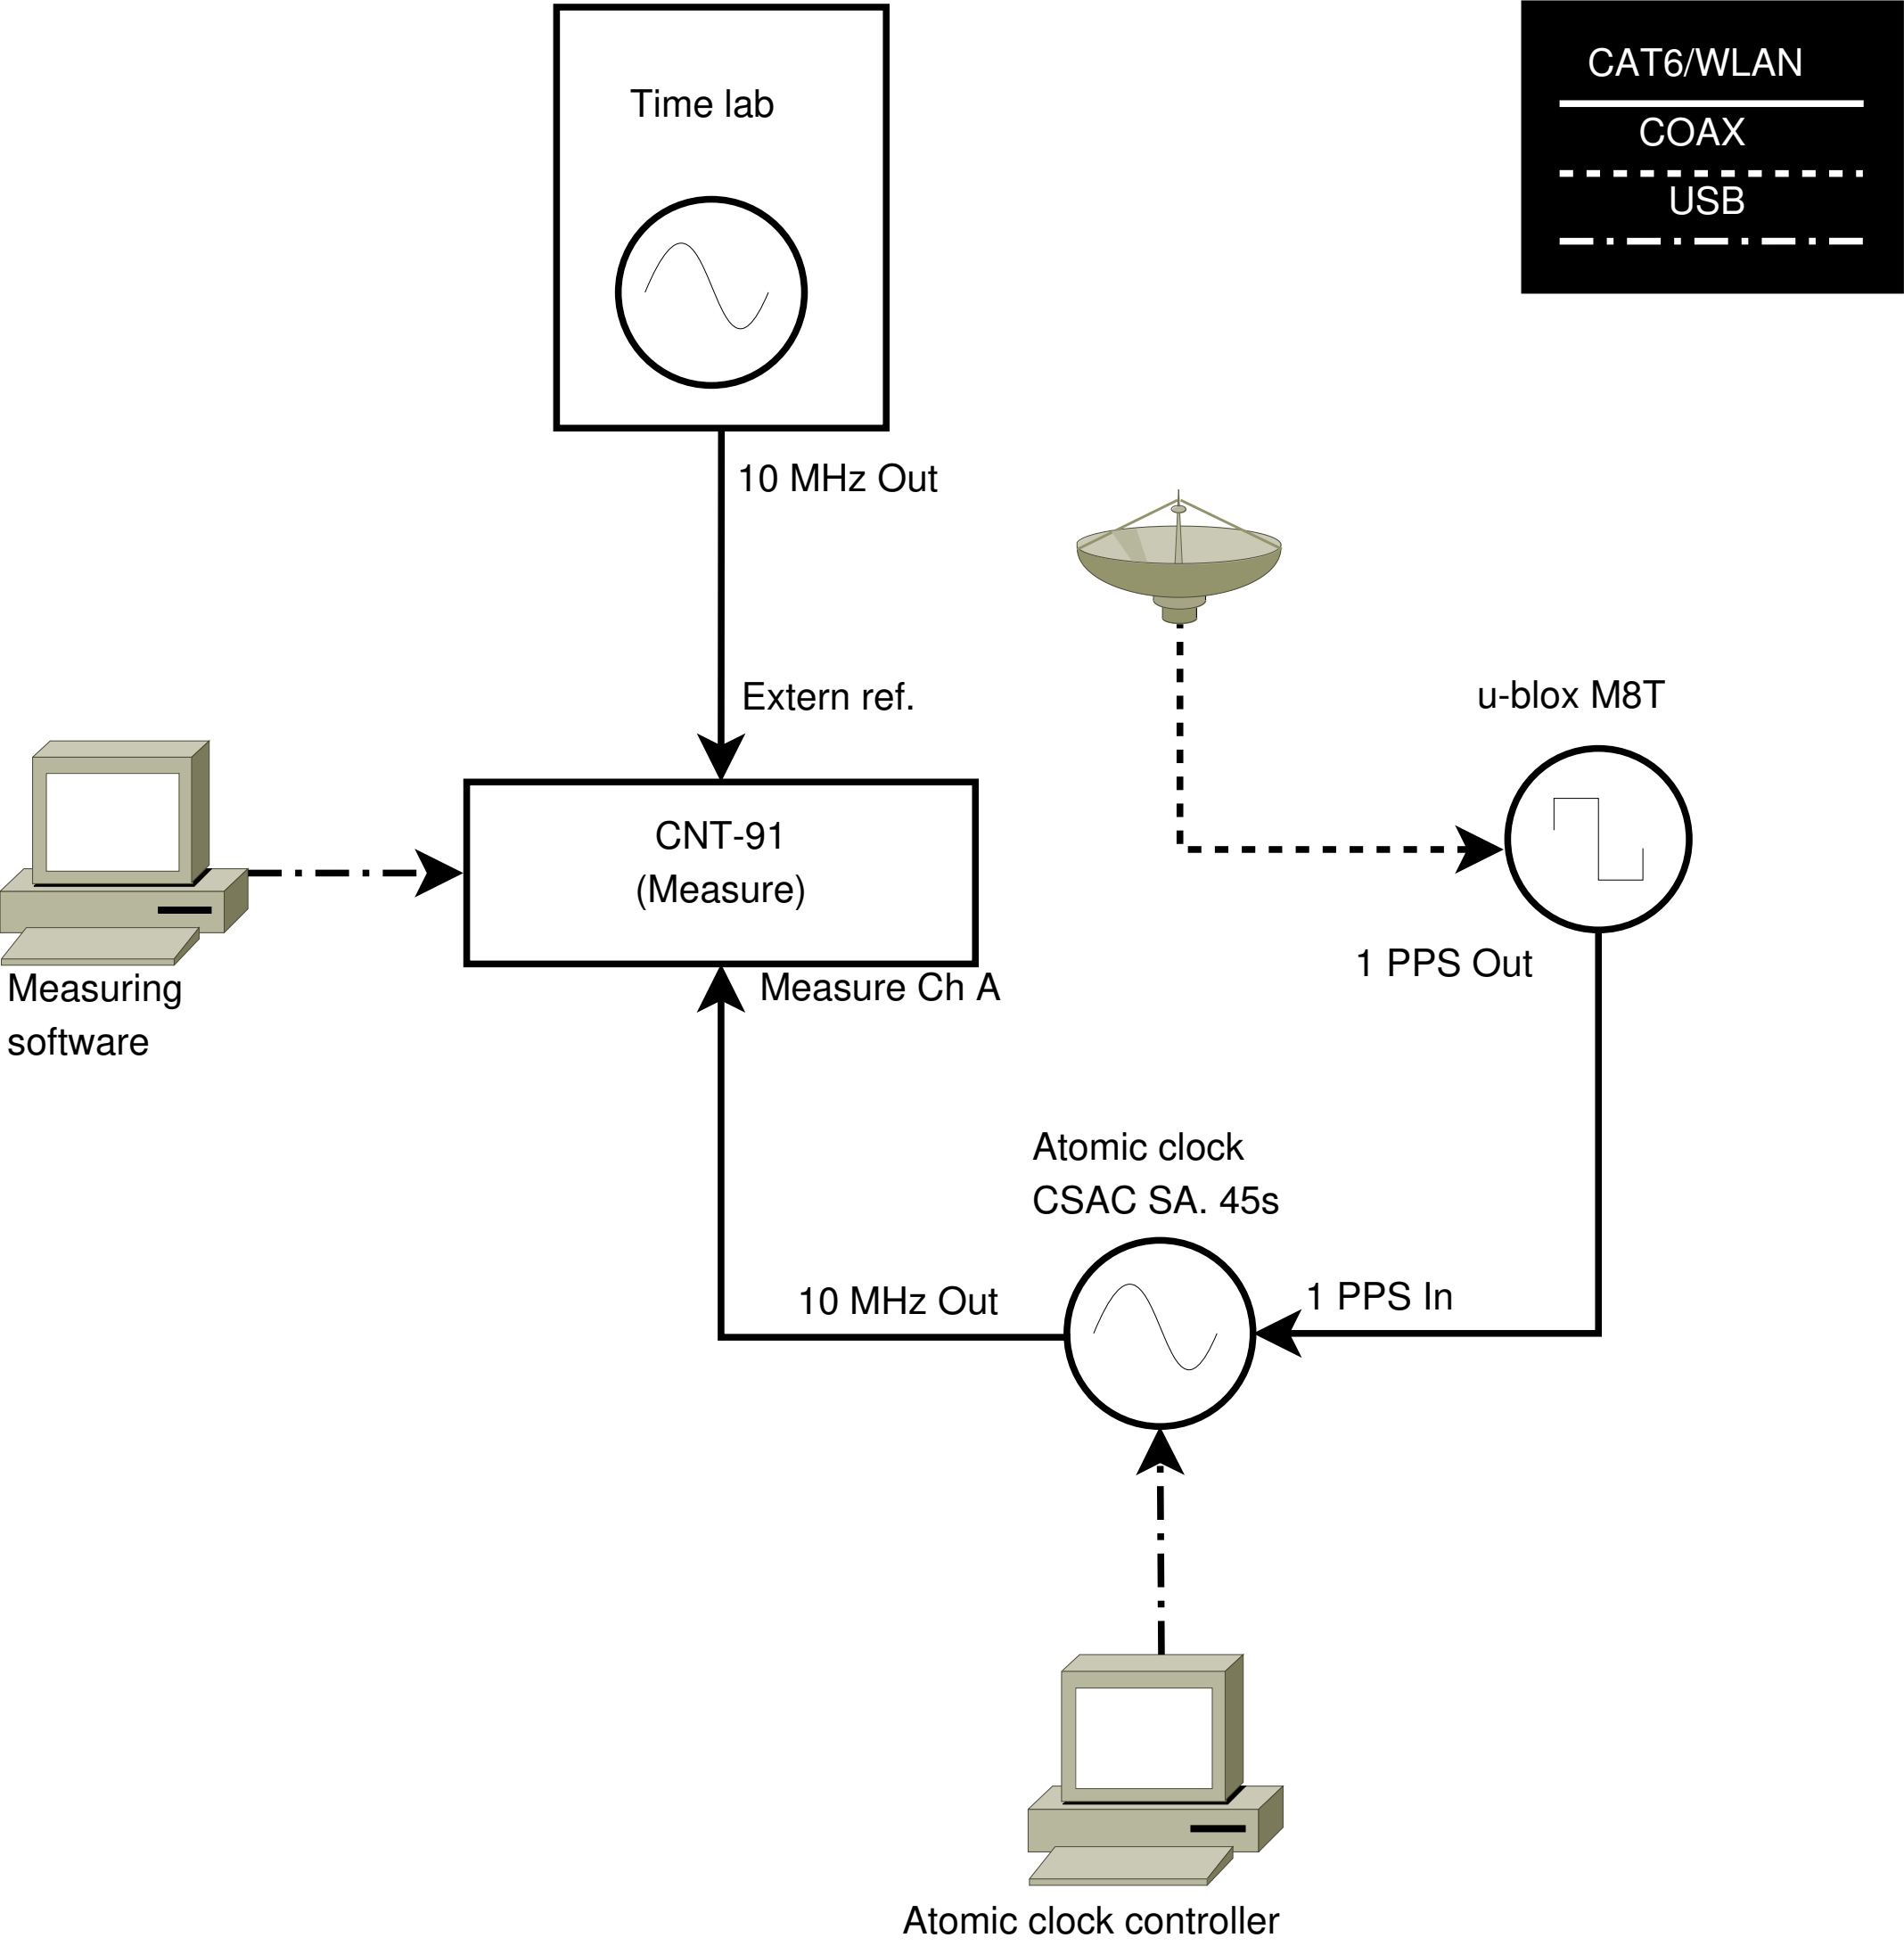 Time lab
CAT6/WLAN
COAX
USB
10 MHz Out
Extern ref.
u-blox M8T
CNT-91
(Measure)
1 PPS Out
Measuring
software
Measure Ch A
Atomic clock
CSAC SA. 45s
10 MHz Out
1 PPS In
Atomic clock controller